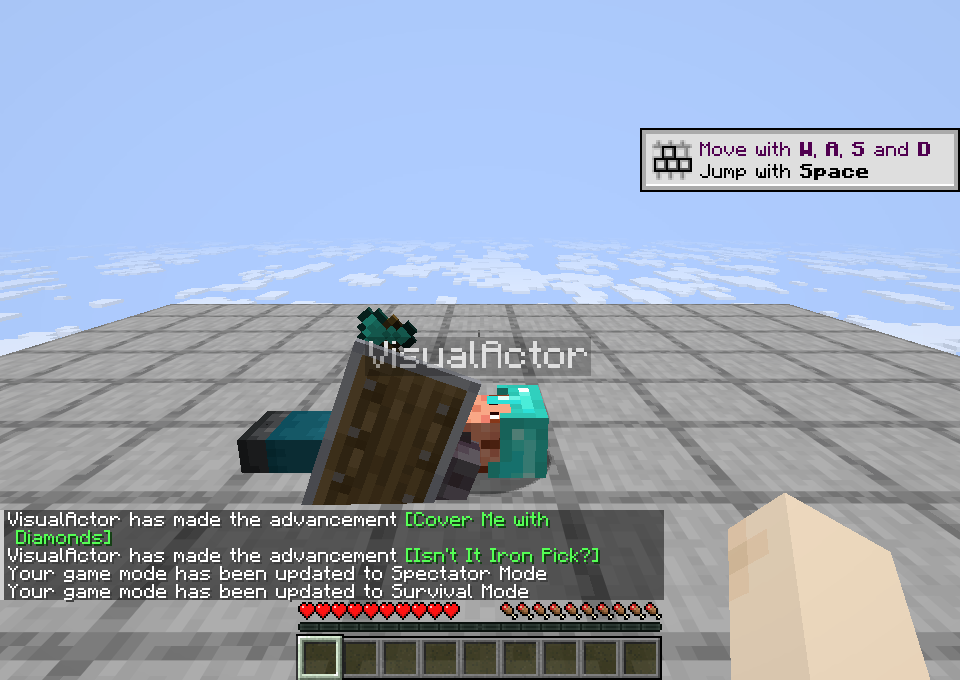 Move with W, A, S and D
Jump with Space
VisualActor
VisualActor has made the advancement [Cover Me with
Diamonds]
VisualActor has made the advancement [Isn't It Iron Pick?]
Your game mode has been updated to Spectator Mode
Your game mode has been updated to Survival Mode